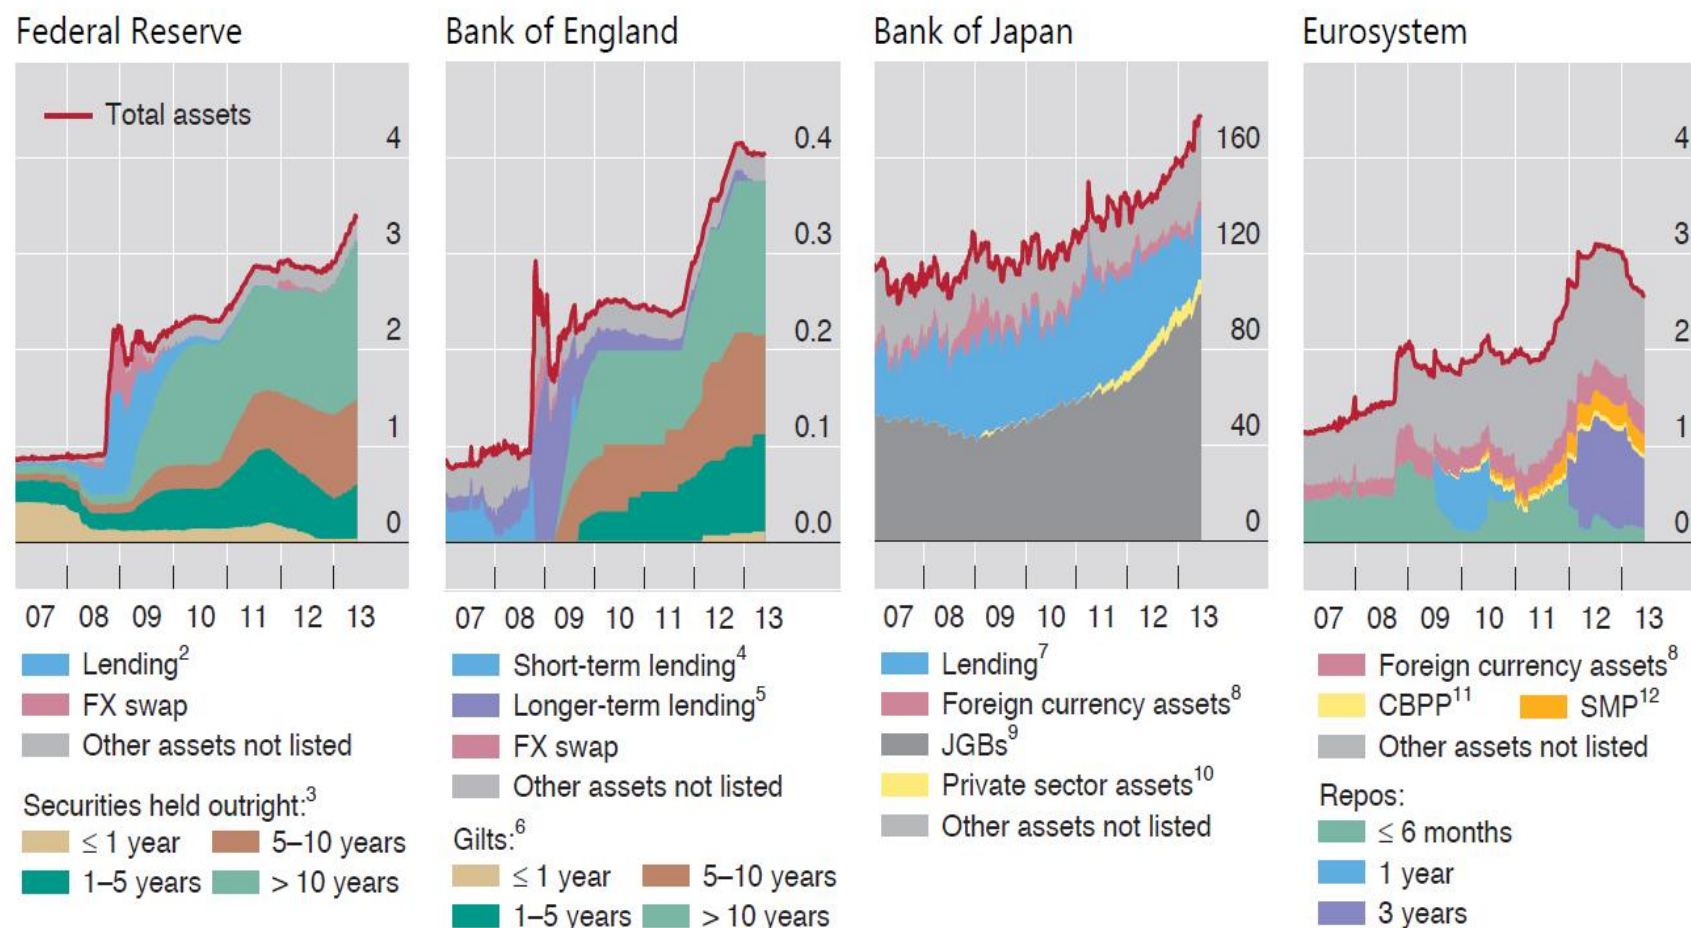 Federal Reserve
Total assets
4
3
2
1
0
07 08 09 10 11 12 13
Lending2
FX swap
Other assets not listed
Securities held outright:3
≤ 1 year 5–10 years
1–5 years > 10 years
Bank of England
0.4
0.3
0.2
0.1
0.0
07 08 09 10 11 12 13
Short-term lending4
Longer-term lending5
FX swap
Other assets not listed
Gilts:6
≤ 1 year 5–10 years
1–5 years > 10 years
Bank of Japan
160
120
80
40
0
07 08 09 10 11 12 13
Lending7
Foreign currency assets8
JGBs9
Private sector assets10
Other assets not listed
Eurosystem
4
3
2
1
0
07 08 09 10 11 12 13
Foreign currency assets8
CBPP11 SMP12
Other assets not listed
Repos:
≤ 6 months
1 year
3 years